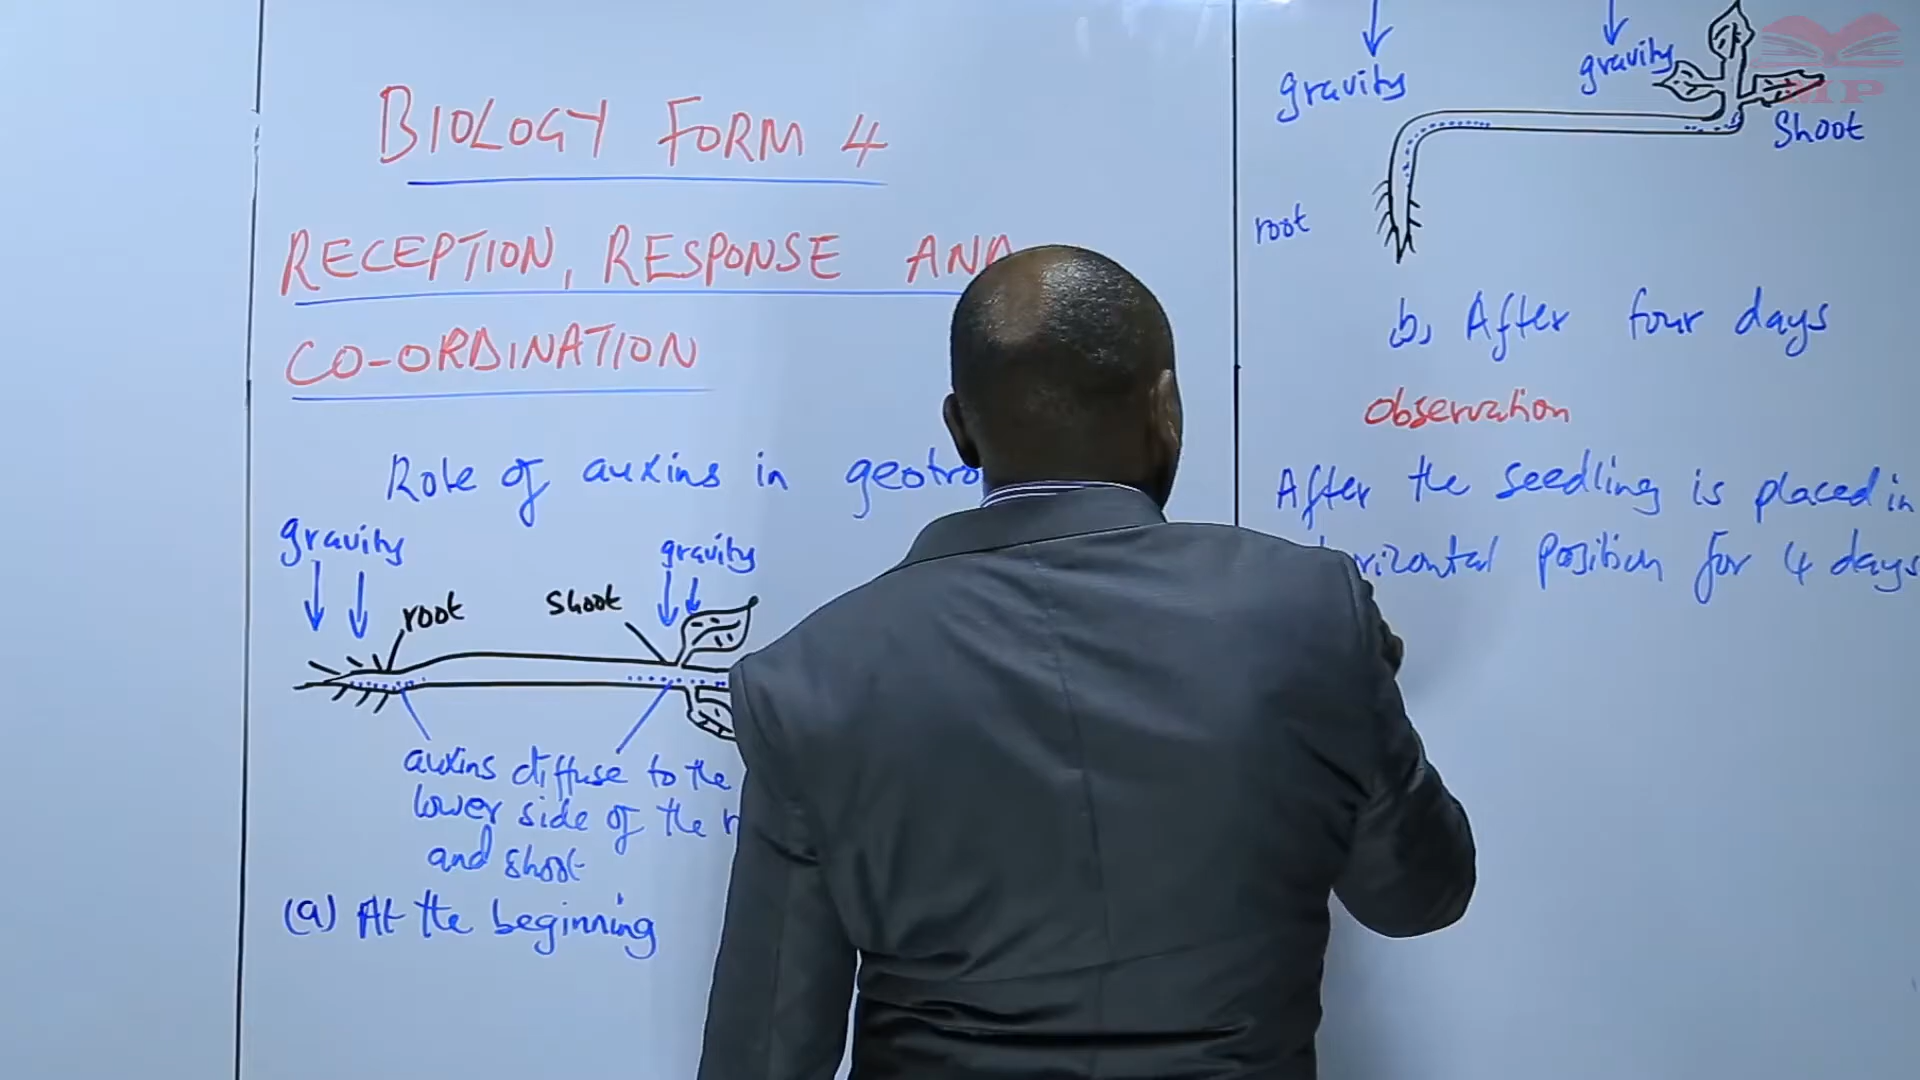 BIOLOGY FORM 4
RECEPTION, RESPONSE AND
CO-ORDINATION
Role of auxins in geotro
gravity
gravity
root
shoot
auxins diffuse to the
lower side of the r
and shoot
(a) At the beginning
gravity
gravity
Shoot
root
b, After four days
Observation
After the seedling is placed in
rizontal position for 4 days
MP